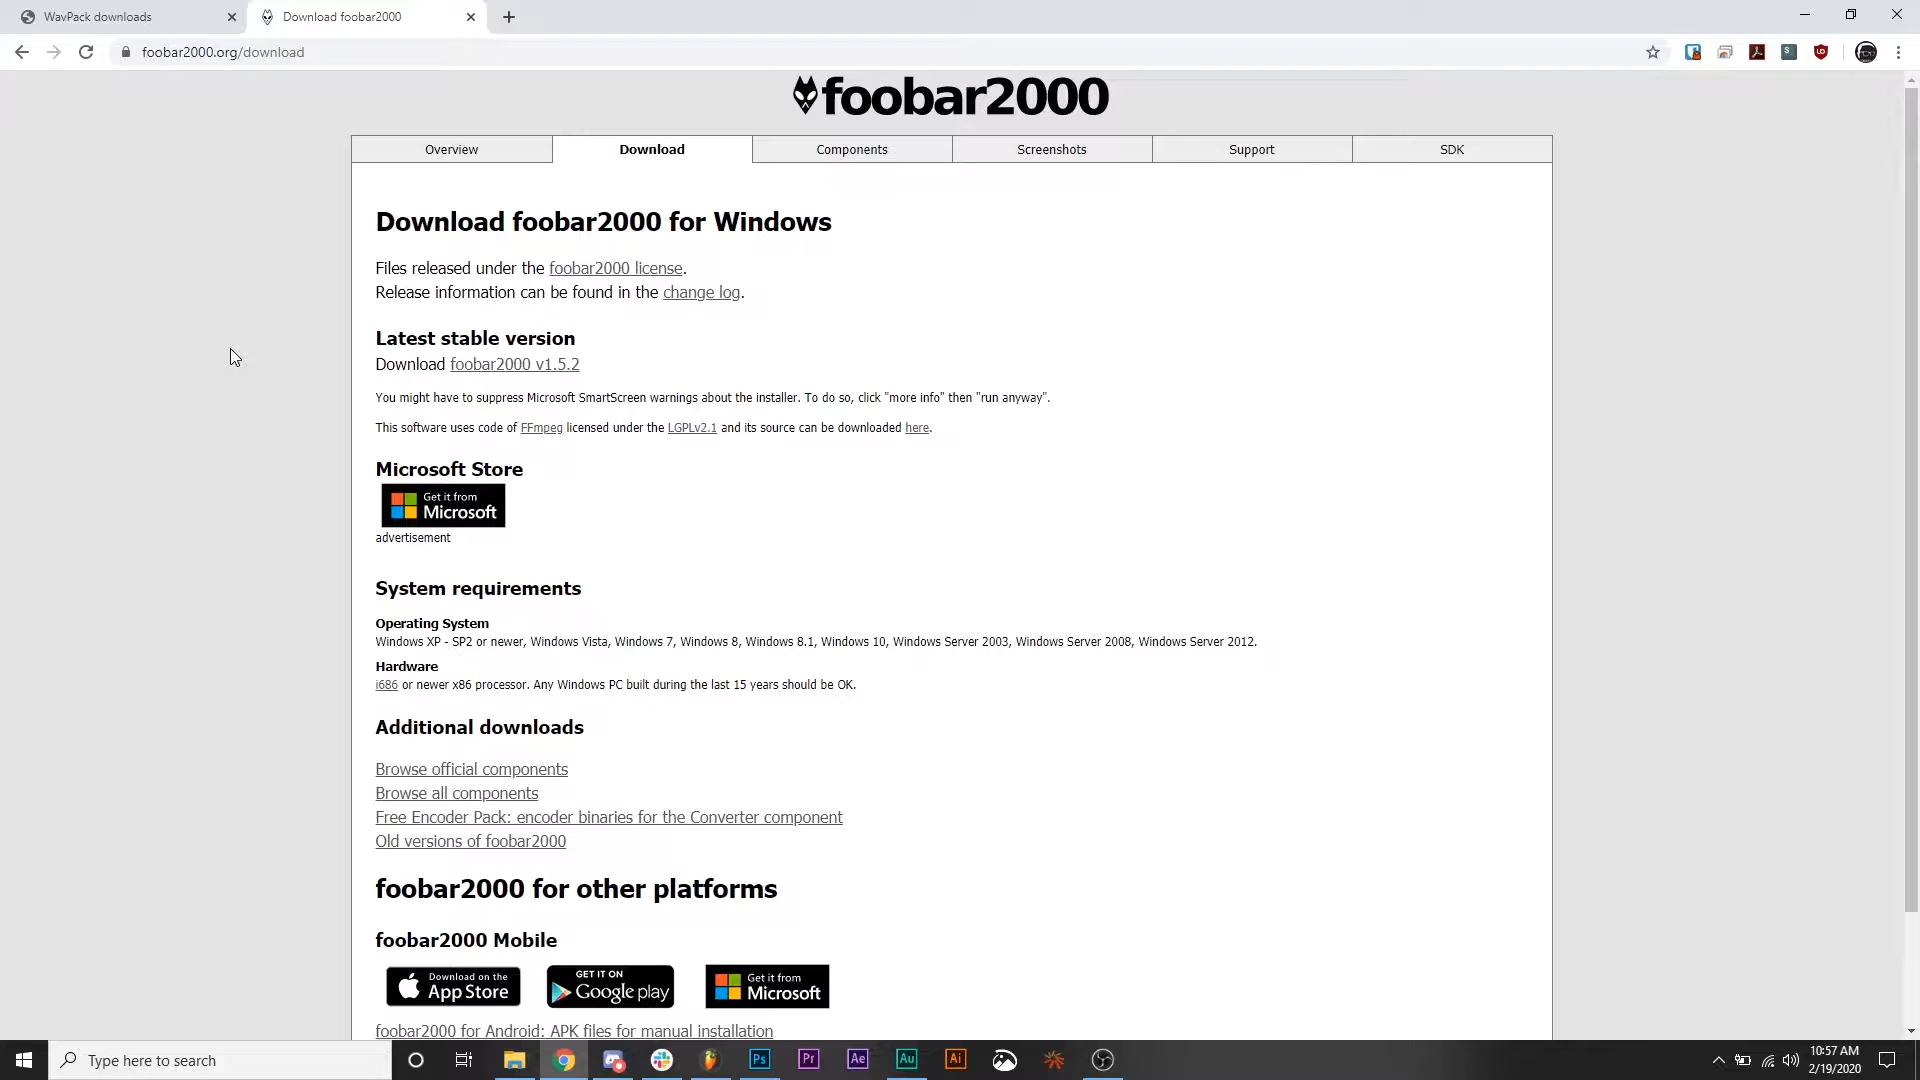 WavPack downloads
Download foobar2000
foobar2000.org/download
foobar2000
Overview
Download
Components
Screenshots
Support
SDK
Download foobar2000 for Windows
Files released under the foobar2000 license.
Release information can be found in the change log.
Latest stable version
Download foobar2000 v1.5.2
You might have to suppress Microsoft SmartScreen warnings about the installer. To do so, click "more info" then "run anyway".
This software uses code of FFmpeg licensed under the LGPLv2.1 and its source can be downloaded here.
Microsoft Store
Get it from
Microsoft
advertisement
System requirements
Operating System
Windows XP - SP2 or newer, Windows Vista, Windows 7, Windows 8, Windows 8.1, Windows 10, Windows Server 2003, Windows Server 2008, Windows Server 2012.
Hardware
i686 or newer x86 processor. Any Windows PC built during the last 15 years should be OK.
Additional downloads
Browse official components
Browse all components
Free Encoder Pack: encoder binaries for the Converter component
Old versions of foobar2000
foobar2000 for other platforms
foobar2000 Mobile
Download on the
App Store
GET IT ON
Google play
Get it from
Microsoft
foobar2000 for Android: APK files for manual installation
Type here to search
Ps
Pr
Ae
Au
Ai
10:57 AM
2/19/2020